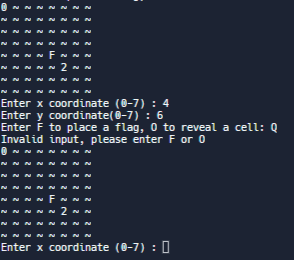 0 ~ ~ ~ ~ ~ ~ ~
~ ~ ~ ~ ~ ~ ~ ~
~ ~ ~ ~ ~ ~ ~ ~
~ ~ ~ ~ ~ ~ ~ ~
~ ~ ~ ~ F ~ ~ ~
~ ~ ~ ~ ~ 2 ~ ~
~ ~ ~ ~ ~ ~ ~ ~
~ ~ ~ ~ ~ ~ ~ ~
Enter x coordinate (0-7) : 4
Enter y coordinate(0-7) : 6
Enter F to place a flag, O to reveal a cell: Q
Invalid input, please enter F or O
0 ~ ~ ~ ~ ~ ~ ~
~ ~ ~ ~ ~ ~ ~ ~
~ ~ ~ ~ ~ ~ ~ ~
~ ~ ~ ~ ~ ~ ~ ~
~ ~ ~ ~ F ~ ~ ~
~ ~ ~ ~ ~ 2 ~ ~
~ ~ ~ ~ ~ ~ ~ ~
~ ~ ~ ~ ~ ~ ~ ~
Enter x coordinate (0-7) :